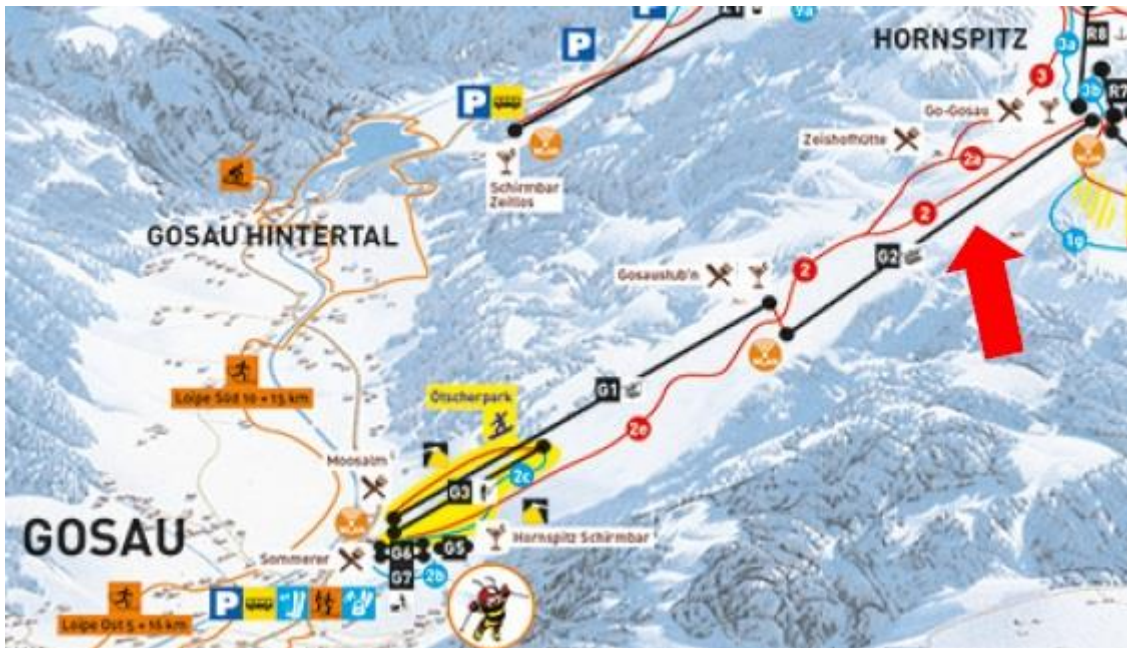 9a
P
P
P
HORNSPITZ
R8
3a
3
3b
R7
Go-Gosau
Zeishofhütte
2a
2
1g
Schirmbar
Zeitlos
GOSAU HINTERTAL
G2
Gosaustub'n
2
G1
Ötscherpark
2e
Loipe Süd 10 + 15 km
Moosalm
2c
G3
GOSAU
Sommerer
G6
G5
Hornspitz Schirmbar
G7
2b
P
Loipe Ost 5 + 16 km